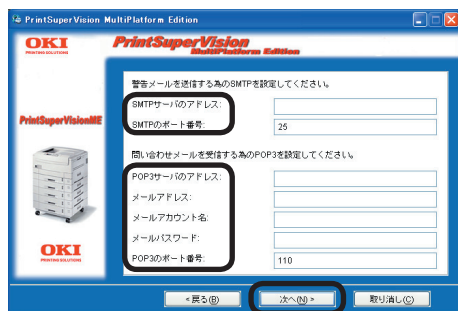 PrintSuperVision MultiPlatform Edition
OKI
PRINTING SOLUTIONS
PrintSuperVision
MultiPlatform Edition
警告メールを送信する為のSMTPを設定してください。
SMTPサーバのアドレス:
SMTPのポート番号: 25
PrintSuperVisionME
問い合わせメールを受信する為のPOP3を設定してください。
POP3サーバのアドレス:
メールアドレス:
メールアカウント名:
メールパスワード:
POP3のポート番号: 110
OKI
PRINTING SOLUTIONS
<戻る(B) 次へ(N)> 取り消し(C)